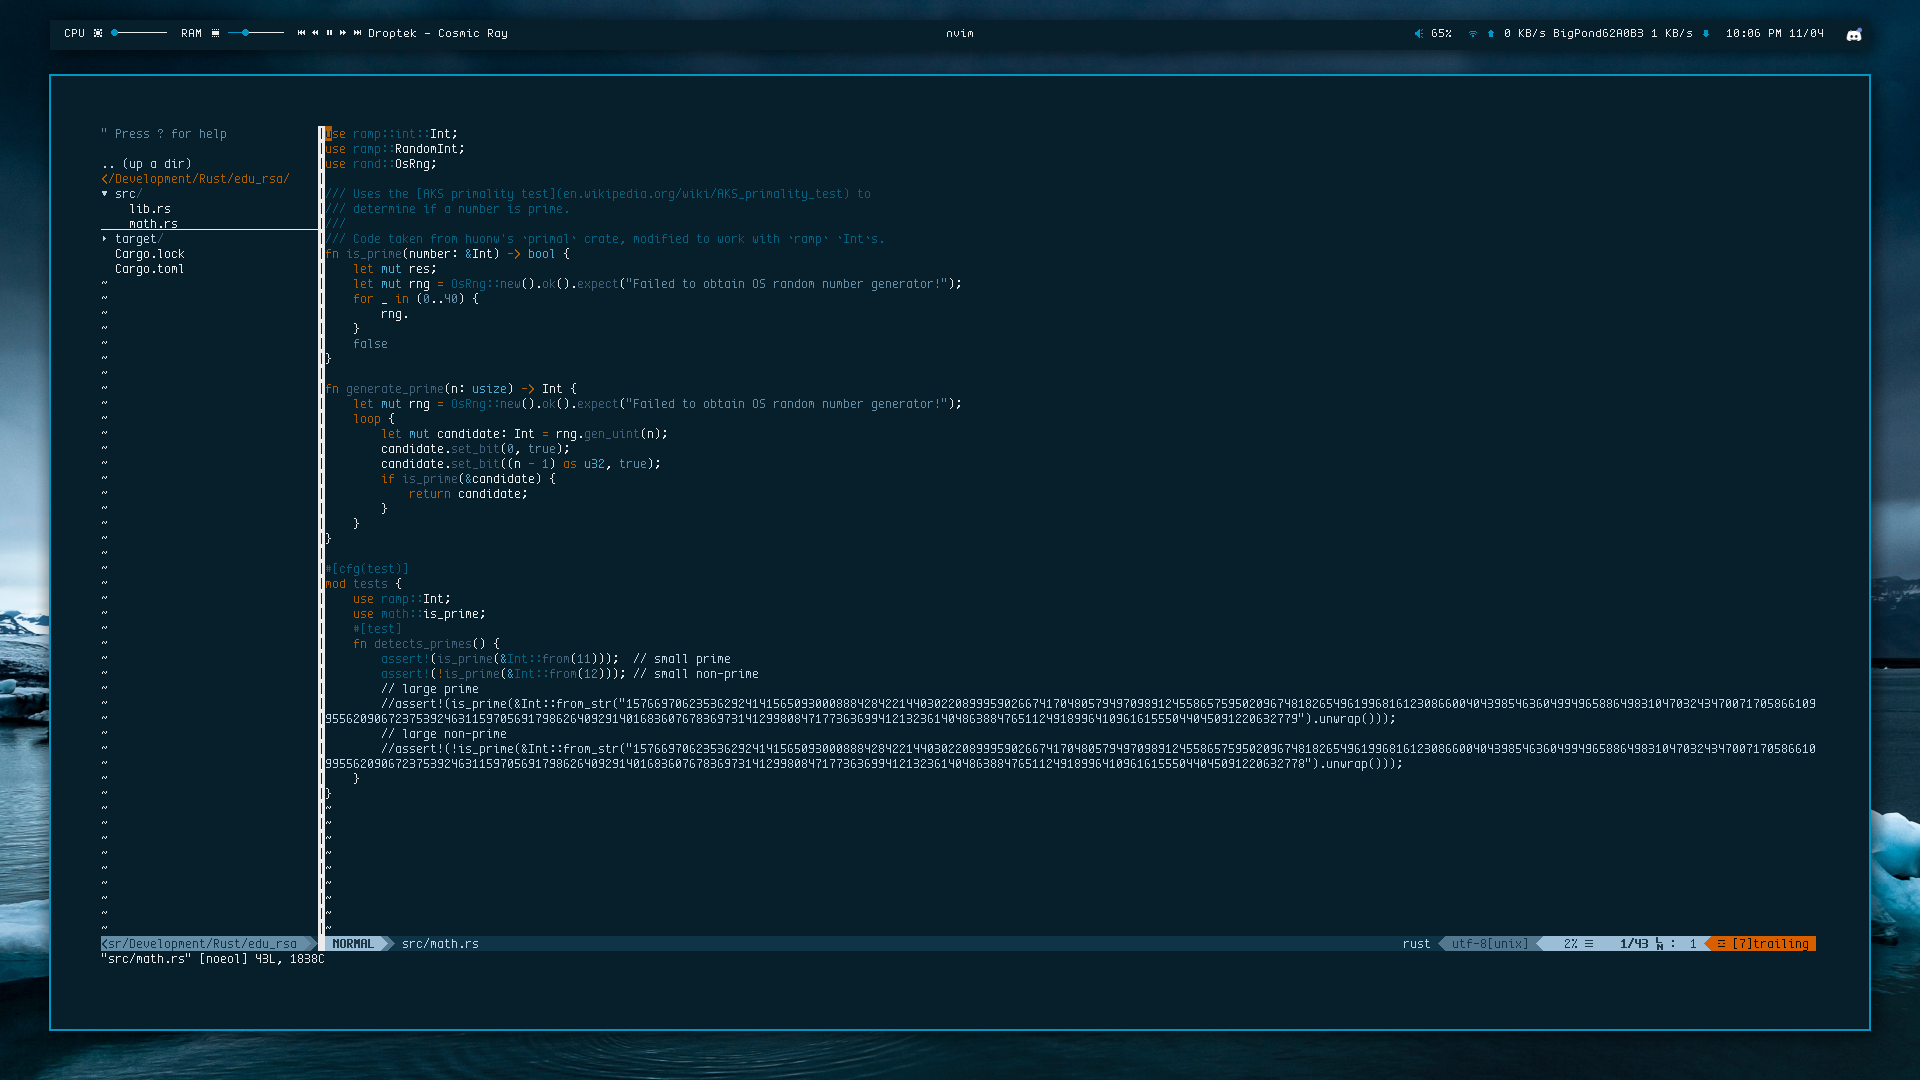 CPU RAM Droptek - Cosmic Ray nvim 65% 0 KB/s BigPond62A0B3 1 KB/s 10:06 PM 11/04
" Press ? for help
.. (up a dir)
</Development/Rust/edu_rsa/
▾ src/
lib.rs
math.rs
▸ target/
Cargo.lock
Cargo.toml
use ramp::int::Int;
use ramp::RandomInt;
use rand::OsRng;
/// Uses the [AKS primality test](en.wikipedia.org/wiki/AKS_primality_test) to
/// determine if a number is prime.
///
/// Code taken from huonw's `primal` crate, modified to work with `ramp` `Int`s.
fn is_prime(number: &Int) -> bool {
let mut res;
let mut rng = OsRng::new().ok().expect("Failed to obtain OS random number generator!");
for _ in (0..40) {
rng.
}
false
}
fn generate_prime(n: usize) -> Int {
let mut rng = OsRng::new().ok().expect("Failed to obtain OS random number generator!");
loop {
let mut candidate: Int = rng.gen_uint(n);
candidate.set_bit(0, true);
candidate.set_bit((n - 1) as u32, true);
if is_prime(&candidate) {
return candidate;
}
}
}
#[cfg(test)]
mod tests {
use ramp::Int;
use math::is_prime;
#[test]
fn detects_primes() {
assert!(is_prime(&Int::from(11))); // small prime
assert!(!is_prime(&Int::from(12))); // small non-prime
// large prime
//assert!(is_prime(&Int::from_str("
").unwrap()));
// large non-prime
//assert!(!is_prime(&Int::from_str("
").unwrap()));
}
}
<sr/Development/Rust/edu_rsa NORMAL src/math.rs rust utf-8[unix] 2% 1/43 : 1 [7]trailing
"src/math.rs" [noeol] 43L, 1838C